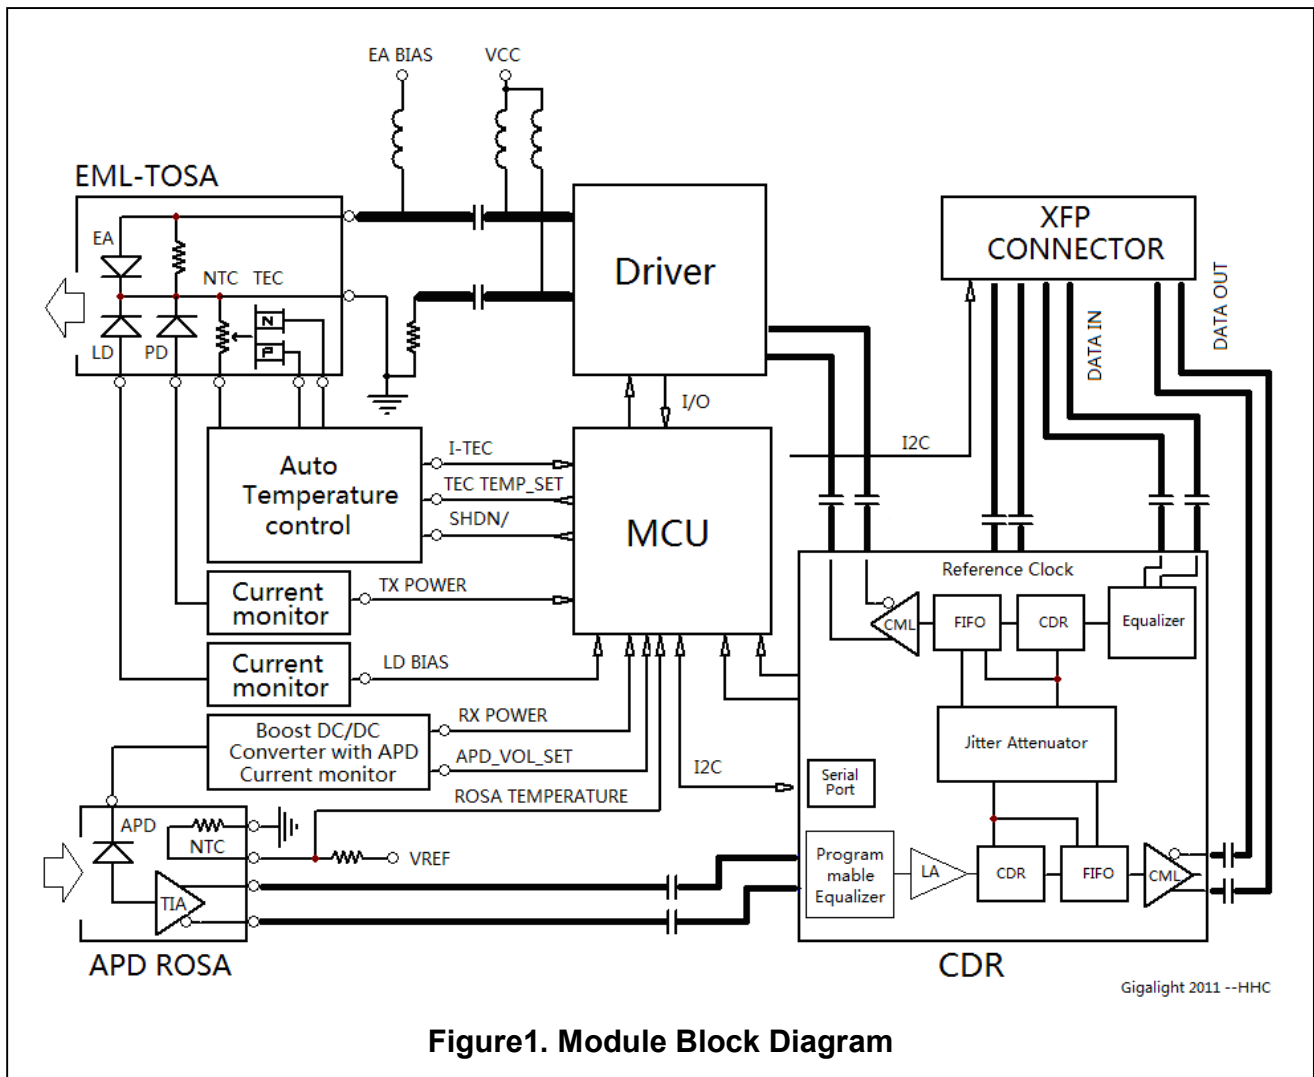 EA BIAS
VCC
EML-TOSA
XFP
CONNECTOR
EA
NTC
TEC
N
P
LD
PD
Driver
DATA IN
DATA OUT
I/O
I2C
Auto
Temperature
control
I-TEC
TEC TEMP_SET
SHDN/
MCU
Current
monitor
TX POWER
Current
monitor
LD BIAS
Reference Clock
CML
FIFO
CDR
Equalizer
Jitter Attenuator
Boost DC/DC
Converter with APD
Current monitor
RX POWER
APD_VOL_SET
ROSA TEMPERATURE
I2C
Serial
Port
APD
NTC
VREF
TIA
Program
mable
Equalizer
LA
CDR
FIFO
CML
APD ROSA
CDR
Gigalight 2011 --HHC
Figure1. Module Block Diagram